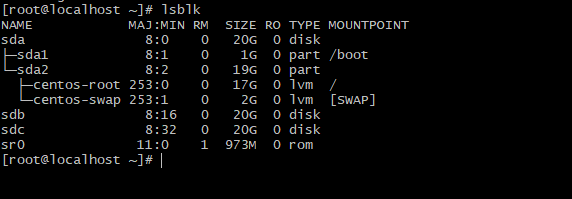 [root@localhost ~]# lsblk
NAME            MAJ:MIN RM  SIZE RO TYPE MOUNTPOINT
sda               8:0    0   20G  0 disk
├─sda1            8:1    0    1G  0 part /boot
└─sda2            8:2    0   19G  0 part
  ├─centos-root 253:0    0   17G  0 lvm  /
  └─centos-swap 253:1    0    2G  0 lvm  [SWAP]
sdb               8:16   0   20G  0 disk
sdc               8:32   0   20G  0 disk
sr0              11:0    1  973M  0 rom
[root@localhost ~]#